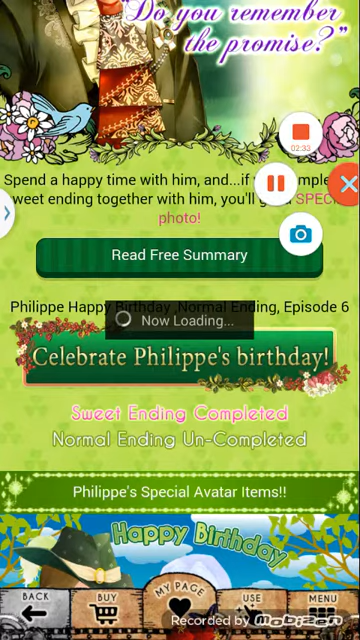 "Do you remember
the promise?"
02:33
Spend a happy time with him, and...if
sweet ending together with him, you'll
photo!
Read Free Summary
Philippe Happy Birthday ,Normal Ending, Episode 6
Now Loading...
Celebrate Philippe's birthday!
Sweet Ending Completed
Normal Ending Un-Completed
Philippe's Special Avatar Items!!
Happy Birthday
BACK
BUY
MY PAGE
USE
MENU
Recorded by Mobizen